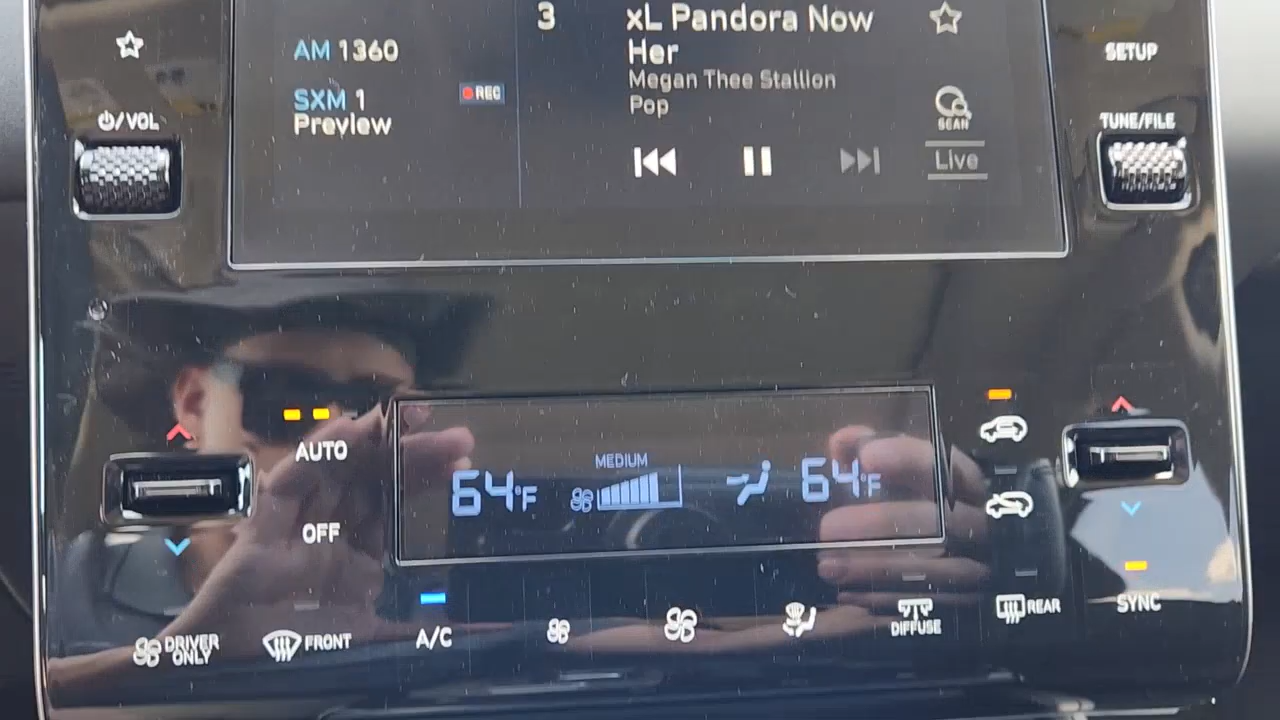 3
xL Pandora Now
AM 1360
Her
Megan Thee Stallion
SXM 1
REC
Pop
Preview
SCAN
Live
SETUP
/VOL
TUNE/FILE
AUTO
MEDIUM
64°F
64°F
OFF
DRIVER
ONLY
FRONT
A/C
DIFFUSE
REAR
SYNC